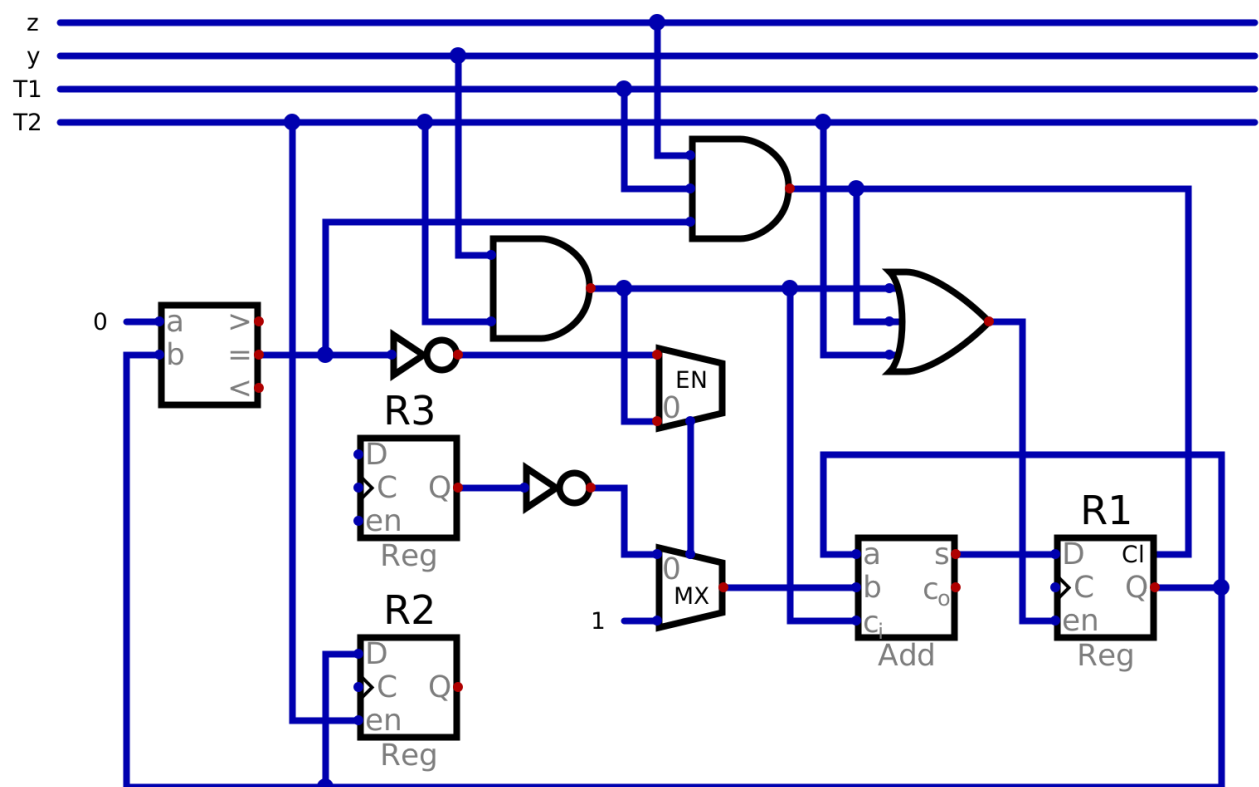 z
y
T1
T2
0
a
b
>
=
<
EN
0
R3
D
C
en
Q
Reg
0
MX
1
R2
D
C
en
Q
Reg
a
b
ci
s
co
Add
R1
D
C
en
Cl
Q
Reg